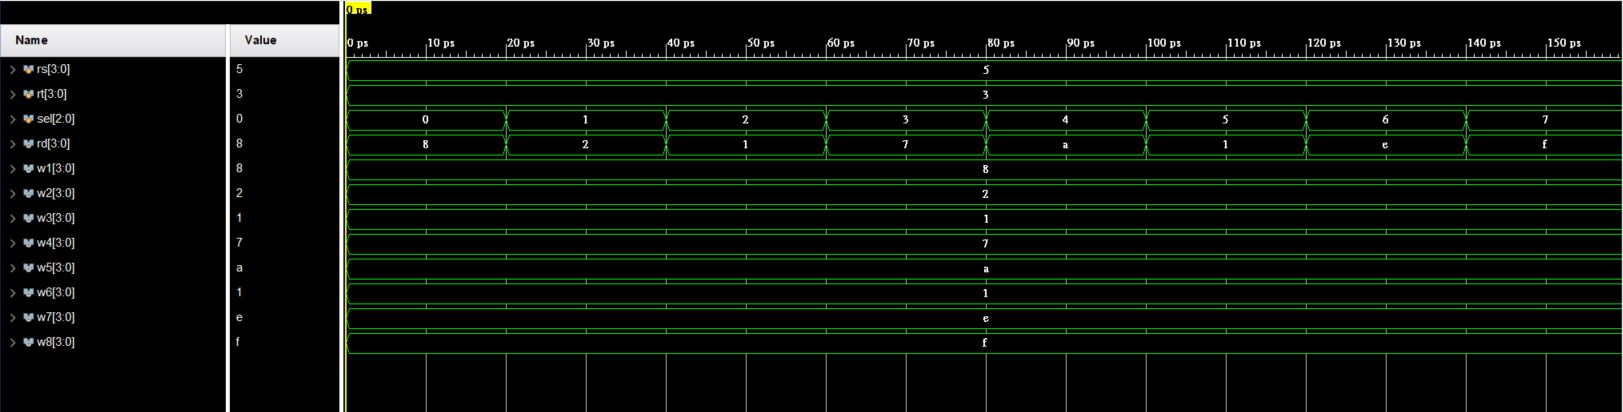 0 ps
Name Value 0 ps 10 ps 20 ps 30 ps 40 ps 50 ps 60 ps 70 ps 80 ps 90 ps 100 ps 110 ps 120 ps 130 ps 140 ps 150 ps
rs[3:0] 5 5
rt[3:0] 3 3
sel[2:0] 0 0 1 2 3 4 5 6 7
rd[3:0] 8 8 2 1 7 a 1 e f
w1[3:0] 8 8
w2[3:0] 2 2
w3[3:0] 1 1
w4[3:0] 7 7
w5[3:0] a a
w6[3:0] 1 1
w7[3:0] e e
w8[3:0] f f